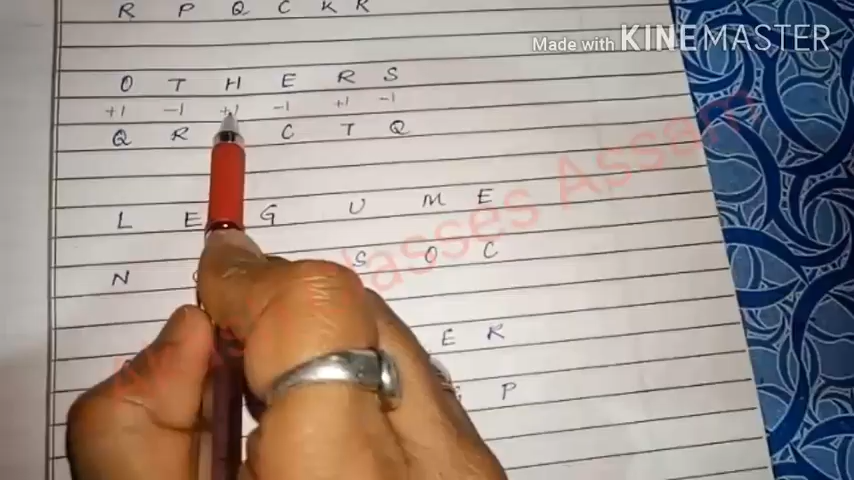 R P Q C K R
Made with KINEMASTER
O T H E R S
+1 -1 +1 -1 +1 -1
Q R C T Q
L E G U M E
N S O C
E R
P